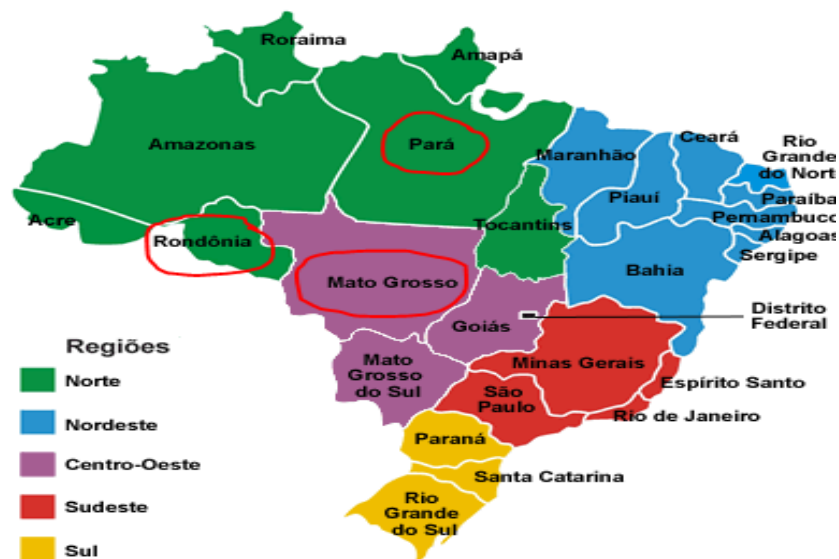 Roraima
Amapá
Amazonas
Pará
Maranhão
Ceará
Rio
Grande
do Norte
Piauí
Paraíba
Pernambuco
Alagoas
Sergipe
Acre
Rondônia
Tocantins
Bahia
Mato Grosso
Goiás
Distrito
Federal
Mato
Grosso
do Sul
Minas Gerais
Espírito Santo
São
Paulo
Rio de Janeiro
Paraná
Santa Catarina
Rio
Grande
do Sul
Regiões
Norte
Nordeste
Centro-Oeste
Sudeste
Sul